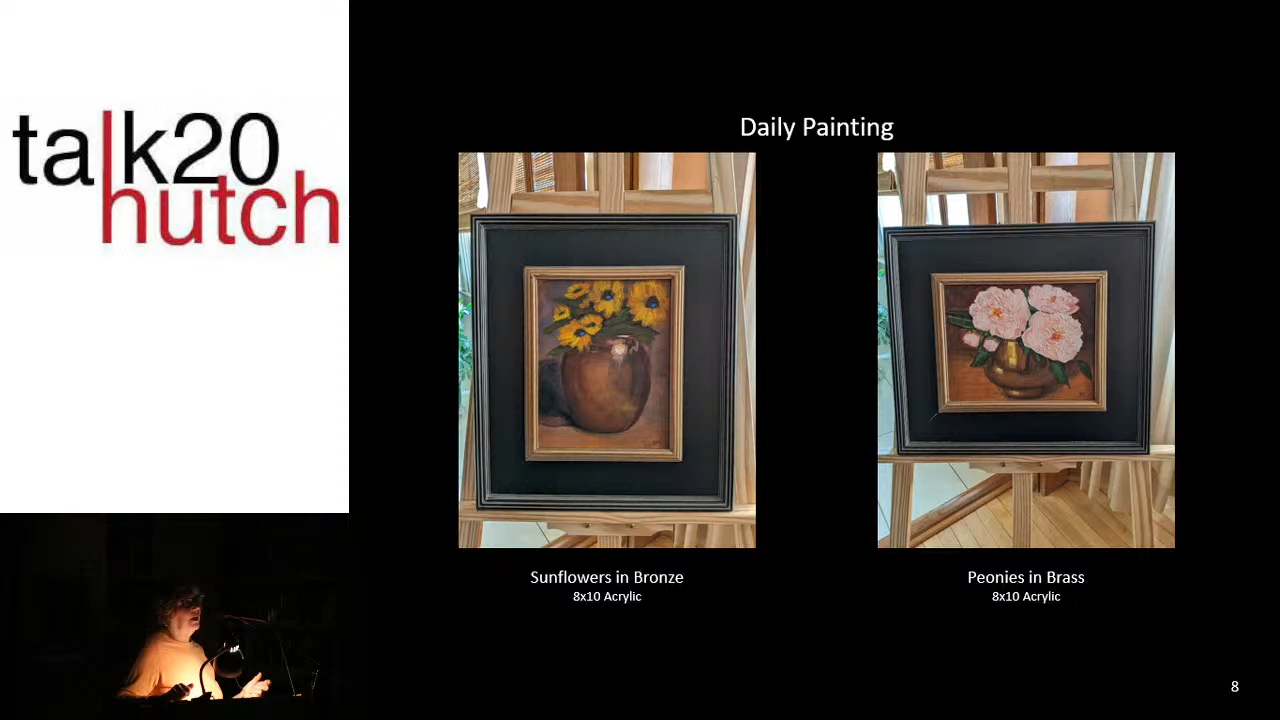 talk20
hutch
Daily Painting
Sunflowers in Bronze
8x10 Acrylic
Peonies in Brass
8x10 Acrylic
8